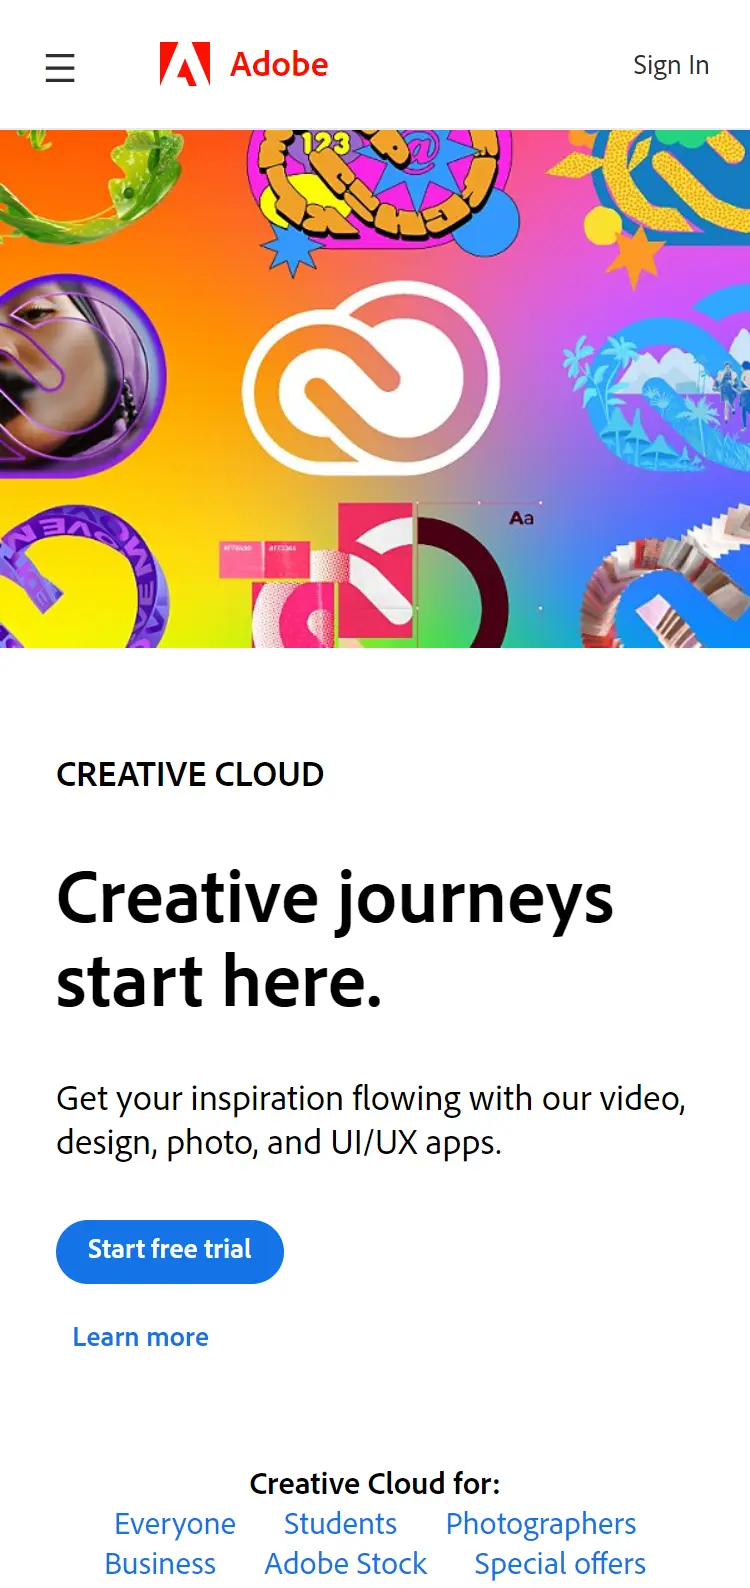 Adobe
Sign In
123
@
Aa
CREATIVE CLOUD
Creative journeys
start here.
Get your inspiration flowing with our video,
design, photo, and UI/UX apps.
Start free trial
Learn more
Creative Cloud for:
Everyone Students Photographers
Business Adobe Stock Special offers